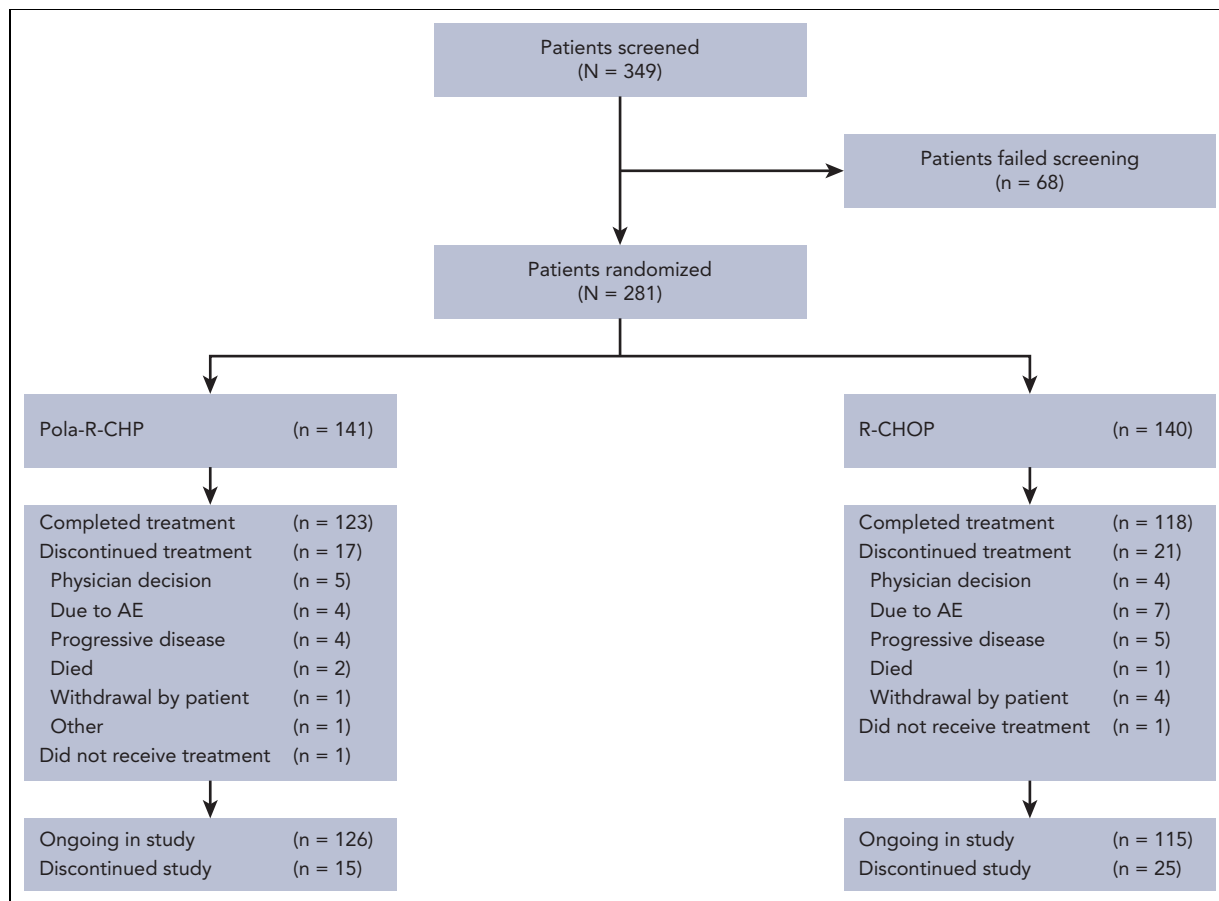 Patients screened
(N = 349)
Patients failed screening
(n = 68)
Patients randomized
(N = 281)
Pola-R-CHP (n = 141)
R-CHOP (n = 140)
Completed treatment (n = 123)
Discontinued treatment (n = 17)
Physician decision (n = 5)
Due to AE (n = 4)
Progressive disease (n = 4)
Died (n = 2)
Withdrawal by patient (n = 1)
Other (n = 1)
Did not receive treatment (n = 1)
Completed treatment (n = 118)
Discontinued treatment (n = 21)
Physician decision (n = 4)
Due to AE (n = 7)
Progressive disease (n = 5)
Died (n = 1)
Withdrawal by patient (n = 4)
Did not receive treatment (n = 1)
Ongoing in study (n = 126)
Discontinued study (n = 15)
Ongoing in study (n = 115)
Discontinued study (n = 25)